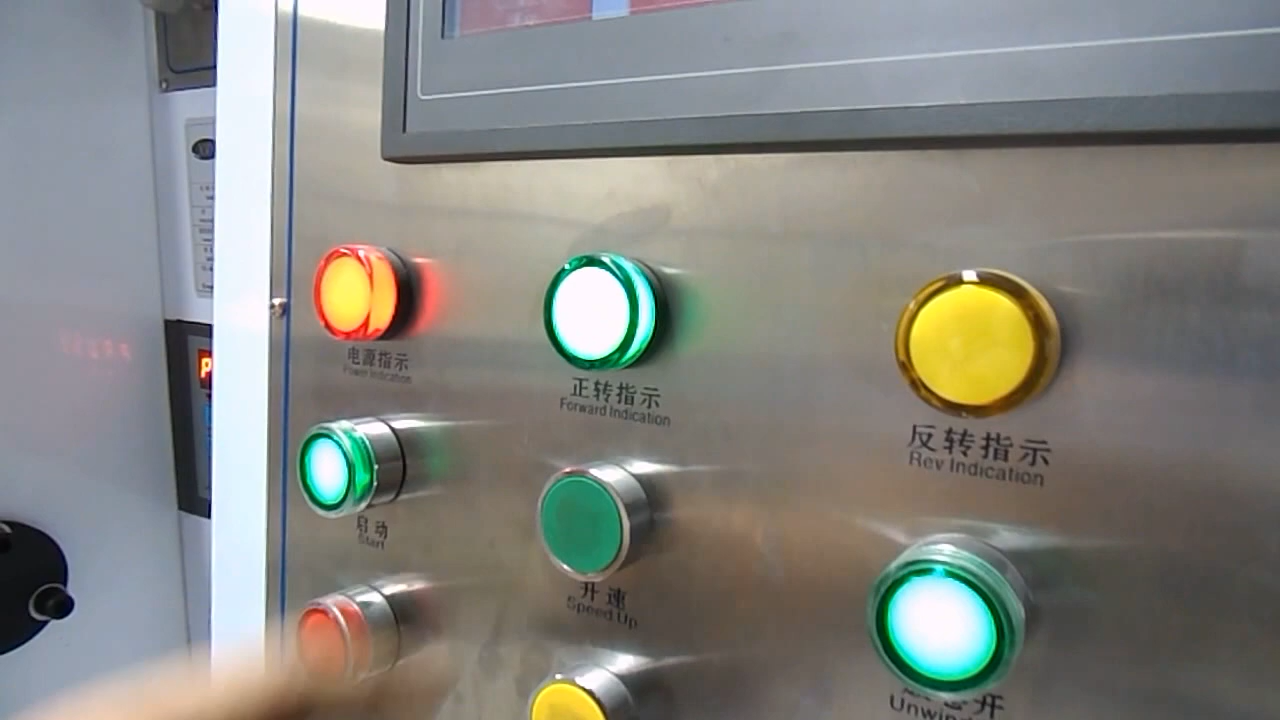 电源指示
Power Indication
正转指示
Forward Indication
反转指示
Rev Indication
启动
Start
升速
Speed Up
开
P